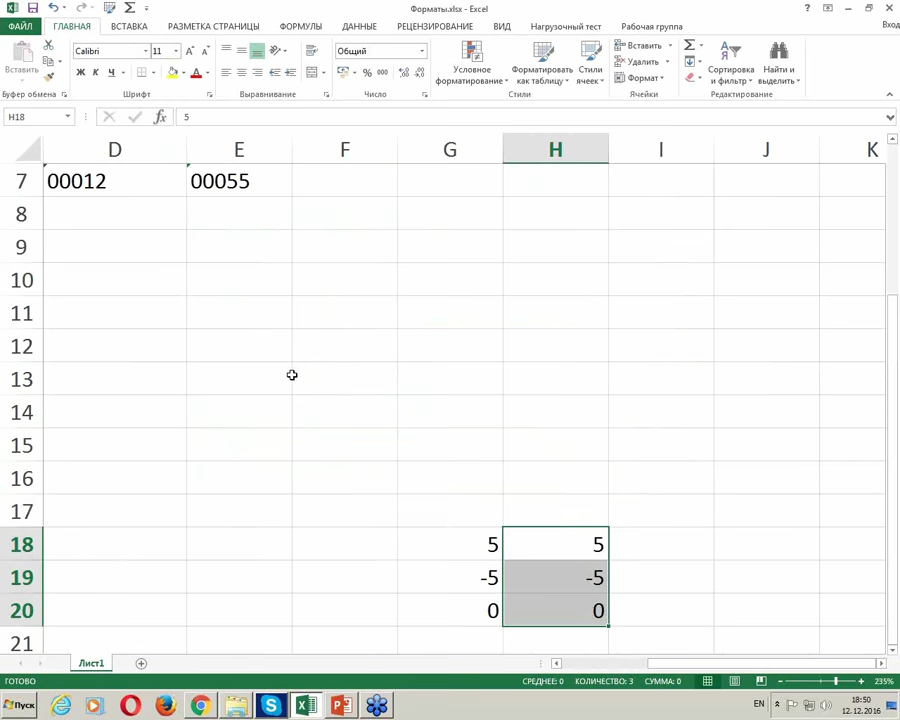 Форматы.xlsx - Excel
ФАЙЛ ГЛАВНАЯ ВСТАВКА РАЗМЕТКА СТРАНИЦЫ ФОРМУЛЫ ДАННЫЕ РЕЦЕНЗИРОВАНИЕ ВИД Нагрузочный тест Рабочая группа Вход
Вставить
Calibri 11
Ж К Ч
Общий
% 000
Условное форматирование
Форматировать как таблицу
Стили ячеек
Вставить
Удалить
Формат
Сортировка и фильтр
Найти и выделить
Буфер обмена Шрифт Выравнивание Число Стили Ячейки Редактирование
H18 fx 5
D E F G H I J K
7 00012 00055
8
9
10
11
12
13
14
15
16
17
18 5 5
19 -5 -5
20 0 0
21
Лист1
ГОТОВО СРЕДНЕЕ: 0 КОЛИЧЕСТВО: 3 СУММА: 0 235%
Пуск EN 18:50
12.12.2016